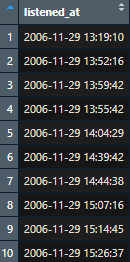 listened_at
1 2006-11-29 13:19:10
2 2006-11-29 13:52:16
3 2006-11-29 13:59:42
4 2006-11-29 13:55:42
5 2006-11-29 14:04:29
6 2006-11-29 14:39:42
7 2006-11-29 14:44:38
8 2006-11-29 15:07:16
9 2006-11-29 15:14:45
10 2006-11-29 15:26:37